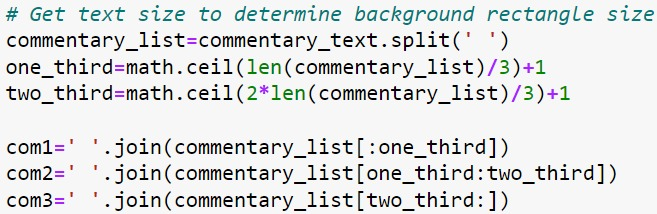 # Get text size to determine background rectangle size
commentary_list=commentary_text.split(' ')
one_third=math.ceil(len(commentary_list)/3)+1
two_third=math.ceil(2*len(commentary_list)/3)+1
com1=' '.join(commentary_list[:one_third])
com2=' '.join(commentary_list[one_third:two_third])
com3=' '.join(commentary_list[two_third:])